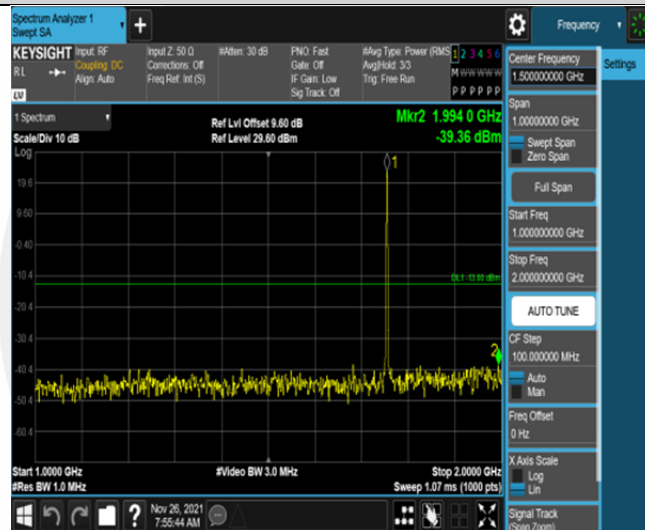 Spectrum Analyzer 1
Swept SA
Frequency
KEYSIGHT
RL
Input: RF
Coupling: DC
Align: Auto
Input Z: 50 Ω
Corrections: Off
Freq Ref: Int (S)
#Atten: 30 dB
PNO: Fast
Gate: Off
IF Gain: Low
Sig Track: Off
#Avg Type: Power (RMS
Avg|Hold: 3/3
Trig: Free Run
1 2 3 4 5 6
M W W W W W
P P P P P P
LXI
1 Spectrum
Scale/Div 10 dB
Ref Lvl Offset 9.60 dB
Ref Level 29.60 dBm
Mkr2 1.994 0 GHz
-39.36 dBm
Log
1
19.6
9.60
-0.40
-10.4
DL1 -13.00 dBm
-20.4
-30.4
2
-40.4
-50.4
-60.4
Start 1.0000 GHz
#Res BW 1.0 MHz
#Video BW 3.0 MHz
Stop 2.0000 GHz
Sweep 1.07 ms (1000 pts)
Nov 26, 2021
7:55:44 AM
Center Frequency
1.500000000 GHz
Settings
Span
1.00000000 GHz
Swept Span
Zero Span
Full Span
Start Freq
1.000000000 GHz
Stop Freq
2.000000000 GHz
AUTO TUNE
CF Step
100.000000 MHz
Auto
Man
Freq Offset
0 Hz
X Axis Scale
Log
Lin
Signal Track
(Span Zoom)